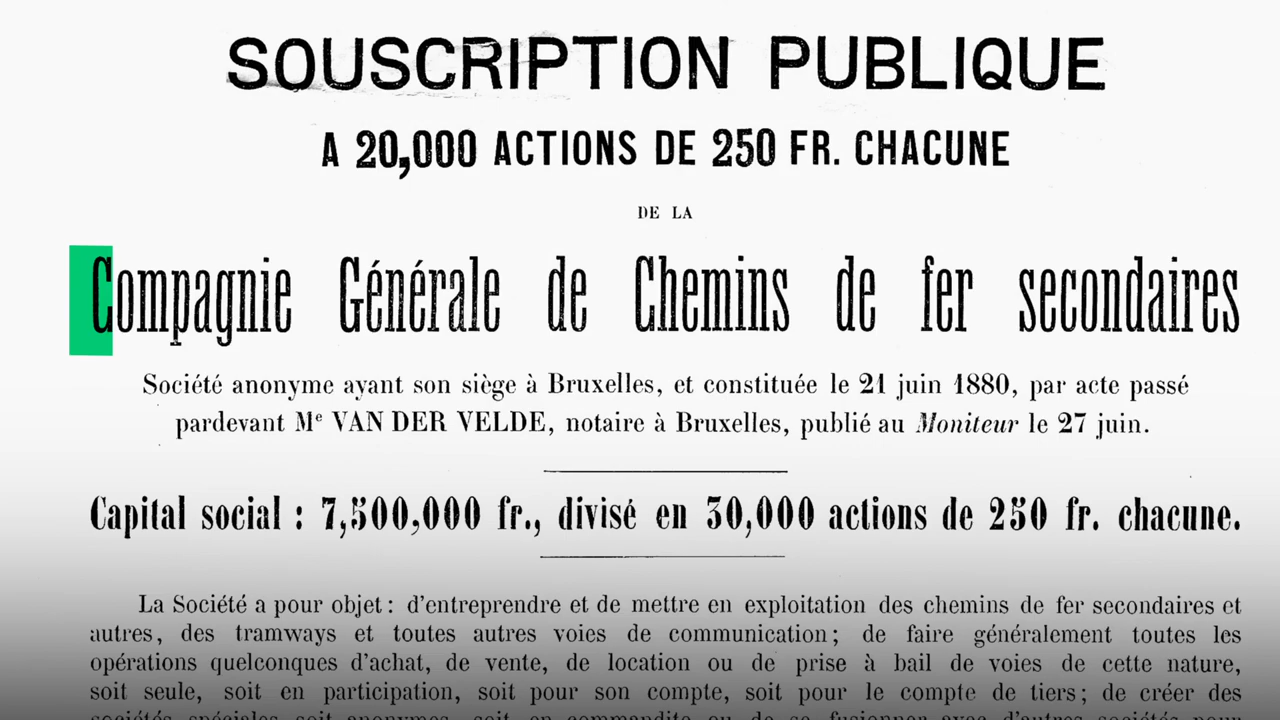 SOUSCRIPTION PUBLIQUE
A 20,000 ACTIONS DE 250 FR. CHACUNE
DE LA
Compagnie Générale de Chemins de fer secondaires
Société anonyme ayant son siège à Bruxelles, et constituée le 21 juin 1880, par acte passé
pardevant Me VAN DER VELDE, notaire à Bruxelles, publié au Moniteur le 27 juin.
Capital social : 7,500,000 fr., divisé en 30,000 actions de 250 fr. chacune.
La Société a pour objet : d'entreprendre et de mettre en exploitation des chemins de fer secondaires et
autres, des tramways et toutes autres voies de communication ; de faire généralement toutes les
opérations quelconques d'achat, de vente, de location ou de prise à bail de voies de cette nature,
soit seule, soit en participation, soit pour son compte, soit pour le compte de tiers ; de créer des